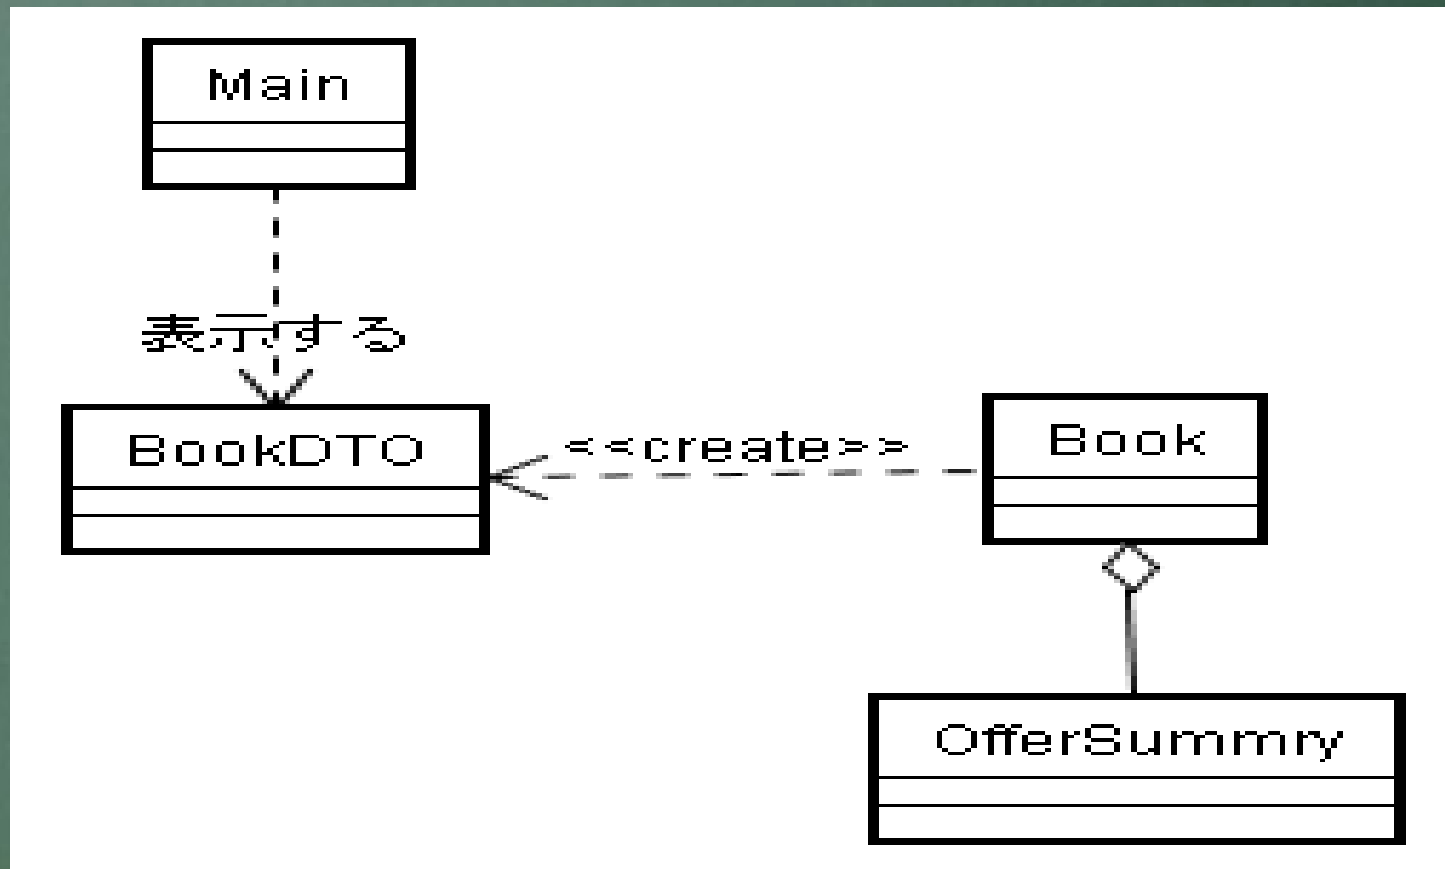 Main
表示する
BookDTO
<<create>>
Book
OfferSummry